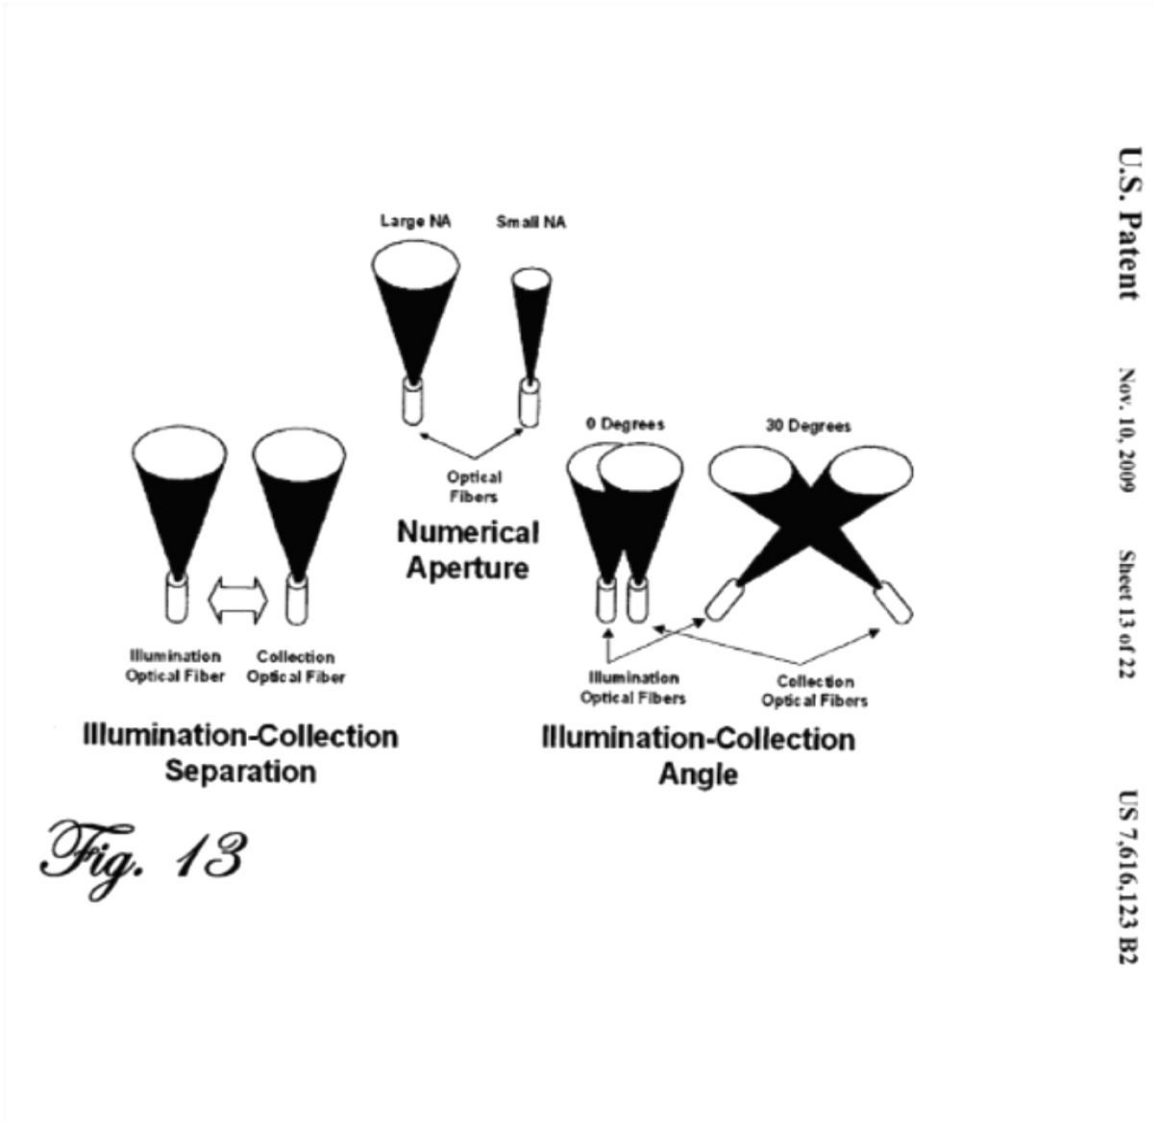 U.S. Patent
Nov. 10, 2009
Sheet 13 of 22
US 7,616,123 B2
Large NA
Small NA
Optical
Fibers
Numerical
Aperture
Illumination
Optical Fiber
Collection
Optical Fiber
Illumination-Collection
Separation
0 Degrees
30 Degrees
Illumination
Optical Fibers
Collection
Optical Fibers
Illumination-Collection
Angle
Fig. 13